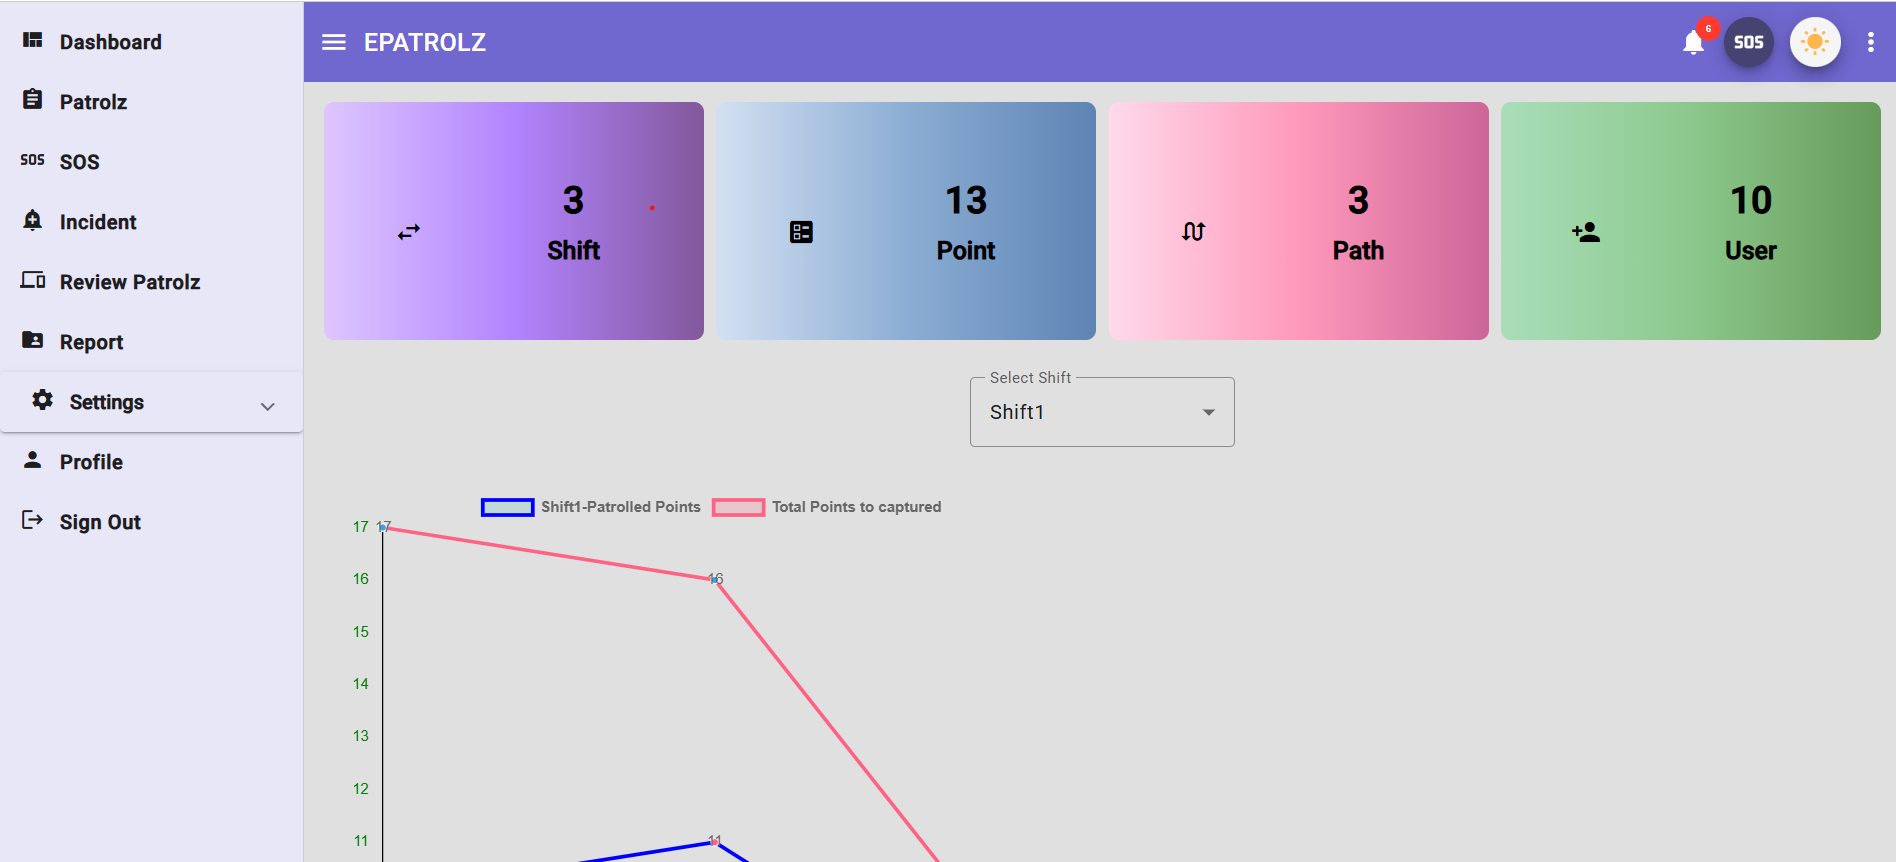 Dashboard
Patrolz
SOS SOS
Incident
Review Patrolz
Report
Settings
Profile
Sign Out
EPATROLZ
6
SOS
3
Shift
13
Point
3
Path
10
User
Select Shift
Shift1
Shift1-Patrolled Points
Total Points to captured
17 17
16 16
15
14
13
12
11 11